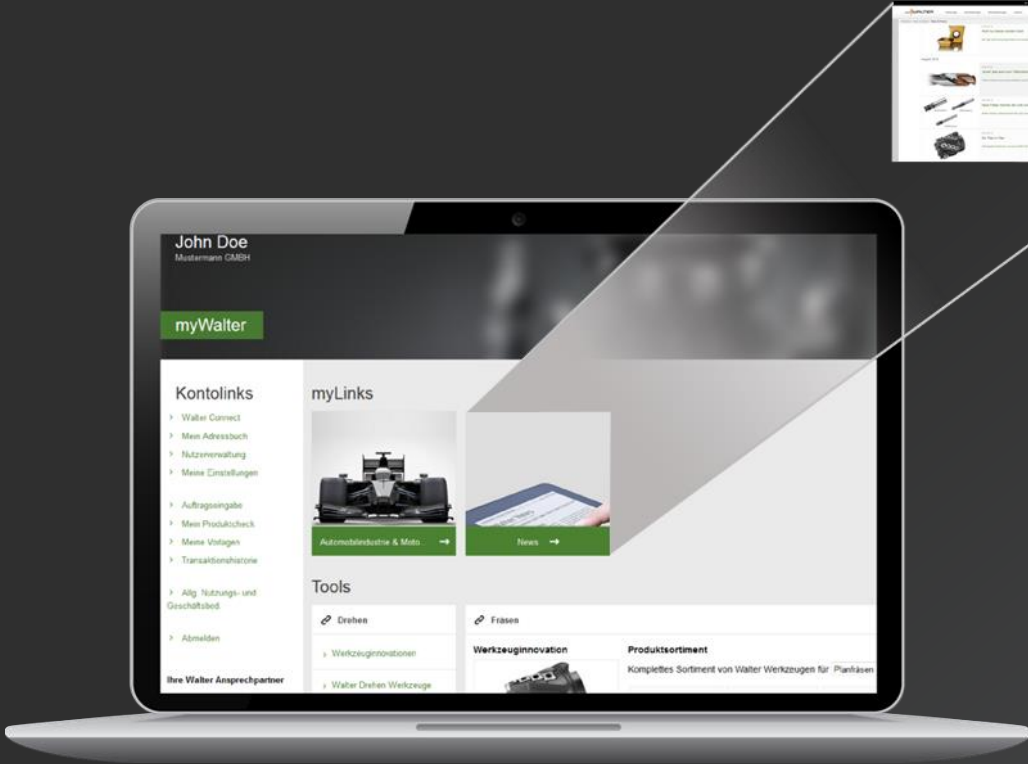 John Doe
Mustermann GMBH
myWalter
Kontolinks
Walter Connect
Mein Adressbuch
Nutzerverwaltung
Meine Einstellungen
Auftragseingabe
Mein Produktcheck
Meine Vorlagen
Transaktionshistorie
Allg. Nutzungs- und
Geschäftsbed.
Abmelden
Ihre Walter Ansprechpartner
myLinks
Automobilindustrie & Moto...
News
Tools
Drehen
Werkzeuginnovationen
Walter Drehen Werkzeuge
Fräsen
Werkzeuginnovation
Produktsortiment
Komplettes Sortiment von Walter Werkzeugen für Planfräsen